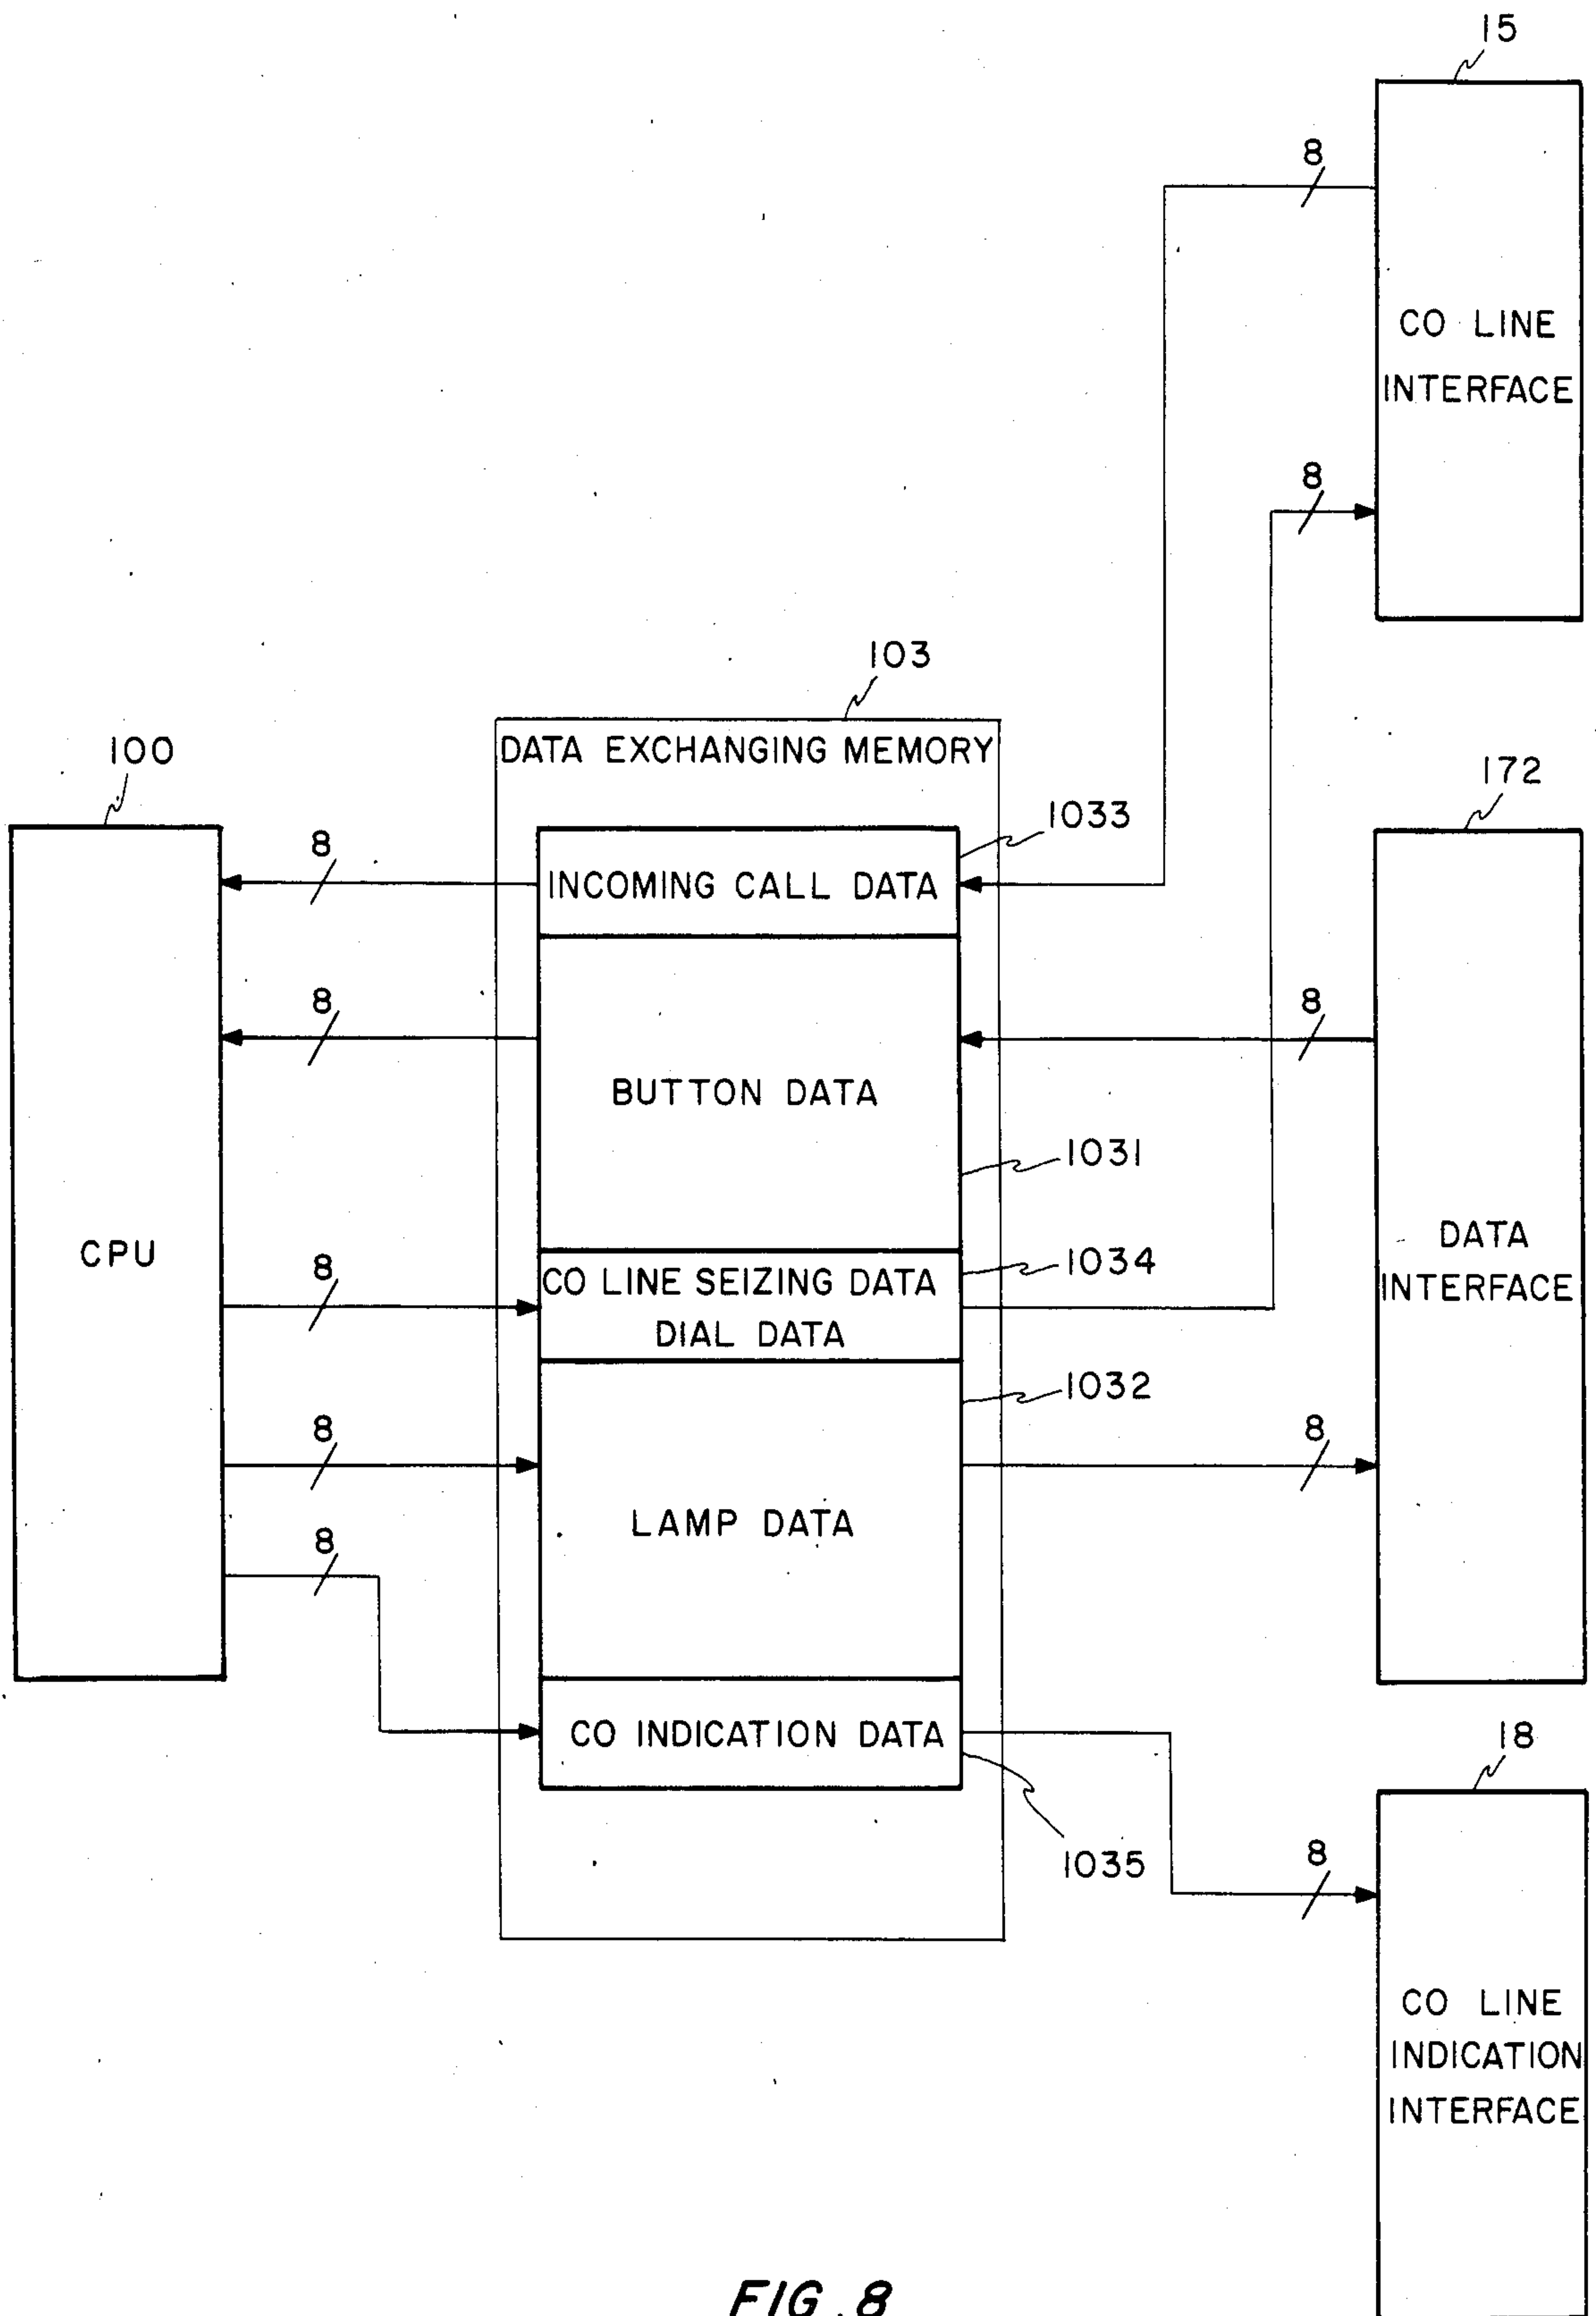 15
8
CO LINE
INTERFACE
8
103
100
DATA EXCHANGING MEMORY
172
1033
8
INCOMING CALL DATA
8
8
BUTTON DATA
1031
DATA
INTERFACE
CPU
8
1034
CO LINE SEIZING DATA
DIAL DATA
1032
8
8
LAMP DATA
8
CO INDICATION DATA
18
1035
8
CO LINE
INDICATION
INTERFACE
FIG.8